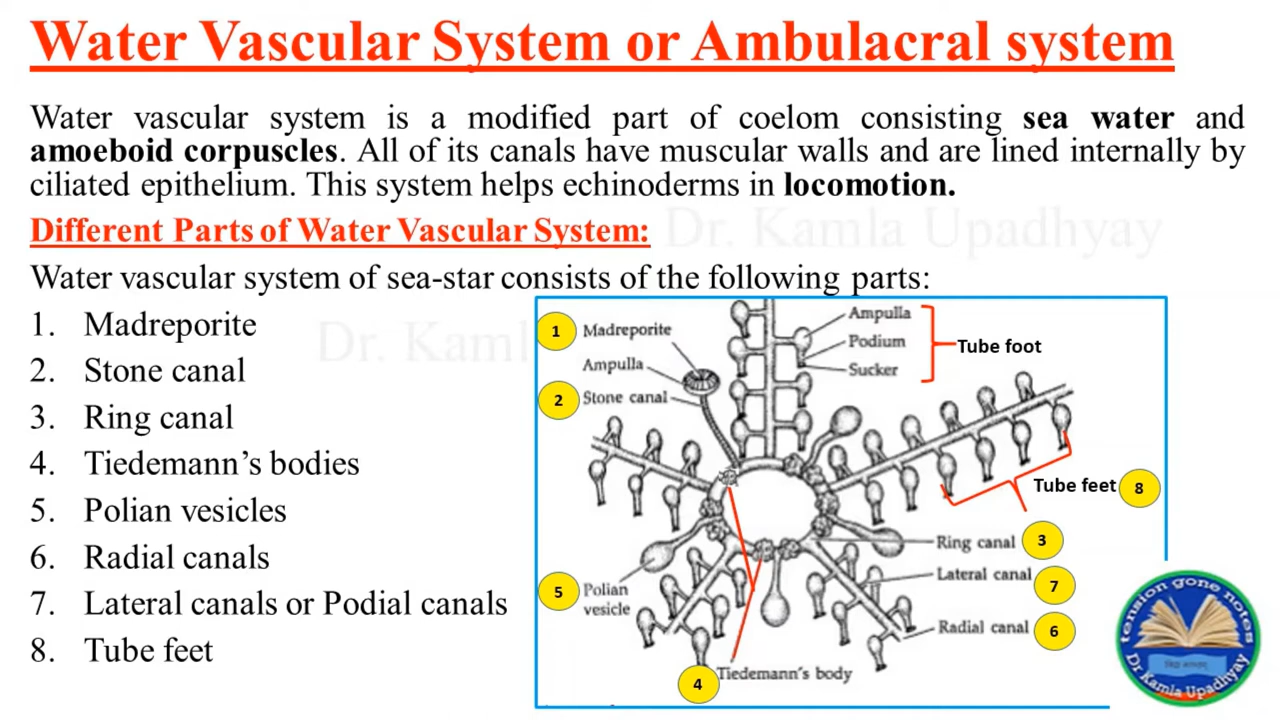 Water Vascular System or Ambulacral system
Water vascular system is a modified part of coelom consisting sea water and
amoeboid corpuscles. All of its canals have muscular walls and are lined internally by
ciliated epithelium. This system helps echinoderms in locomotion.
Dr. Kamla Upadhyay
Different Parts of Water Vascular System:
Water vascular system of sea-star consists of the following parts:
Dr. Kaml
1. Madreporite
2. Stone canal
3. Ring canal
4. Tiedemann’s bodies
5. Polian vesicles
6. Radial canals
7. Lateral canals or Podial canals
8. Tube feet
1 Madreporite
Ampulla
2 Stone canal
Ampulla
Podium
Sucker
Tube foot
Tube feet 8
Ring canal 3
Lateral canal
7
Radial canal 6
5 Polian
vesicle
4 Tiedemann's body
tension gone notes
Dr Kamla Upadhyay